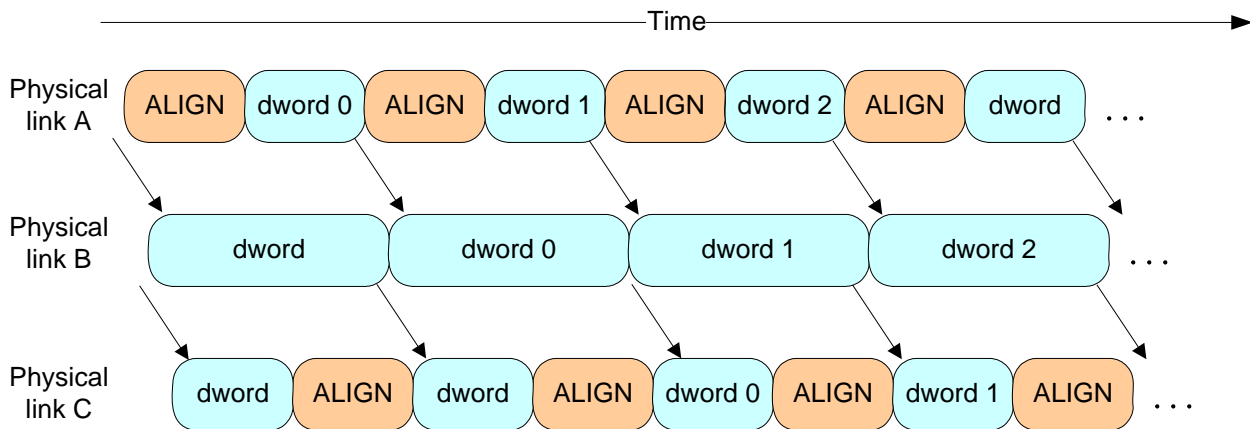 Time
Physical
link A
ALIGN dword 0 ALIGN dword 1 ALIGN dword 2 ALIGN dword . . .
Physical
link B
dword dword 0 dword 1 dword 2 . . .
Physical
link C
dword ALIGN dword ALIGN dword 0 ALIGN dword 1 ALIGN . . .